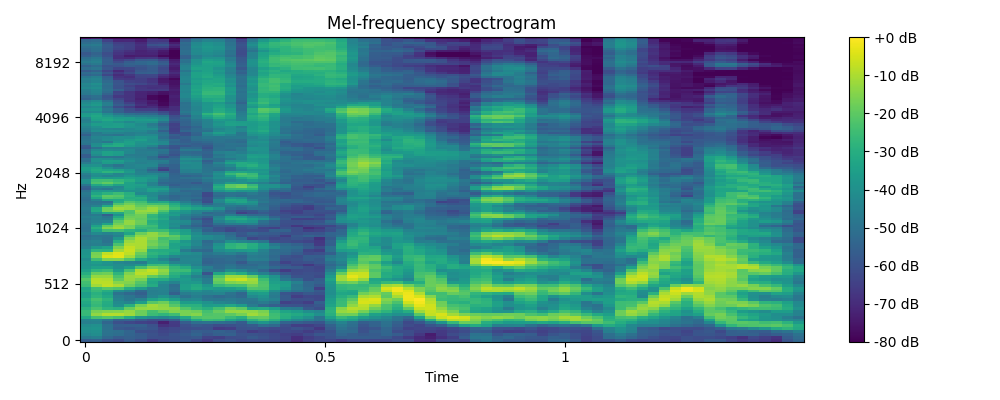 Mel-frequency spectrogram
Hz
8192
4096
2048
1024
512
0
0
0.5
1
Time
+0 dB
-10 dB
-20 dB
-30 dB
-40 dB
-50 dB
-60 dB
-70 dB
-80 dB